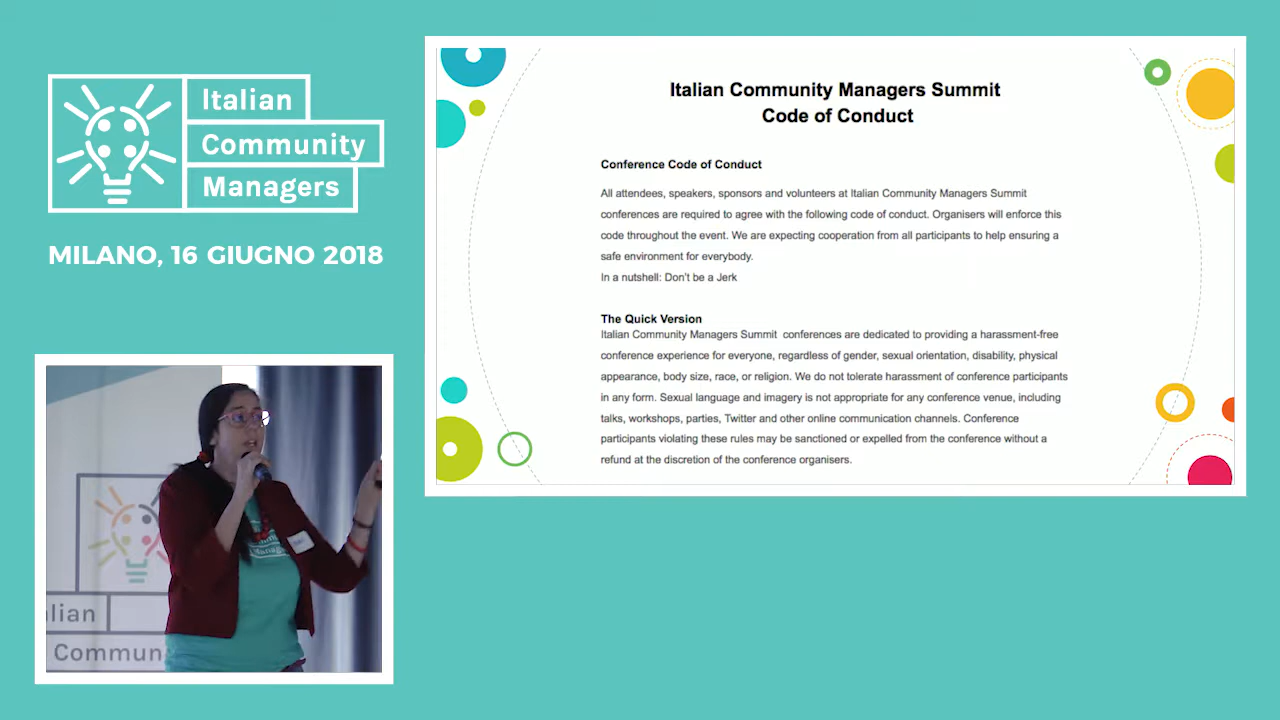 Italian
Community
Managers
MILANO, 16 GIUGNO 2018
Italian Community Managers Summit
Code of Conduct
Conference Code of Conduct
All attendees, speakers, sponsors and volunteers at Italian Community Managers Summit
conferences are required to agree with the following code of conduct. Organisers will enforce this
code throughout the event. We are expecting cooperation from all participants to help ensuring a
safe environment for everybody.
In a nutshell: Don't be a Jerk
The Quick Version
Italian Community Managers Summit conferences are dedicated to providing a harassment-free
conference experience for everyone, regardless of gender, sexual orientation, disability, physical
appearance, body size, race, or religion. We do not tolerate harassment of conference participants
in any form. Sexual language and imagery is not appropriate for any conference venue, including
talks, workshops, parties, Twitter and other online communication channels. Conference
participants violating these rules may be sanctioned or expelled from the conference without a
refund at the discretion of the conference organisers.
alian
Commun